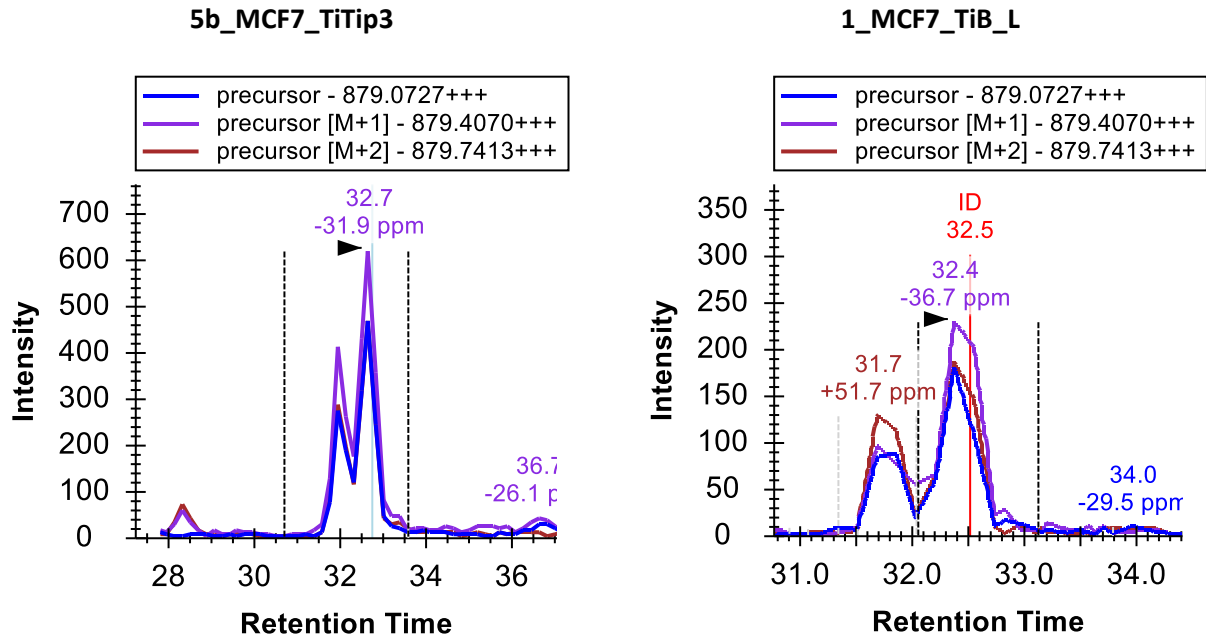 5b_MCF7_TiTip3
precursor - 879.0727+++
precursor [M+1] - 879.4070+++
precursor [M+2] - 879.7413+++
32.7
-31.9 ppm
36.7
-26.1 p
700
600
500
400
300
200
100
0
Intensity
28 30 32 34 36
Retention Time
1_MCF7_TiB_L
precursor - 879.0727+++
precursor [M+1] - 879.4070+++
precursor [M+2] - 879.7413+++
ID
32.5
32.4
-36.7 ppm
31.7
+51.7 ppm
34.0
-29.5 ppm
350
300
250
200
150
100
50
0
Intensity
31.0 32.0 33.0 34.0
Retention Time